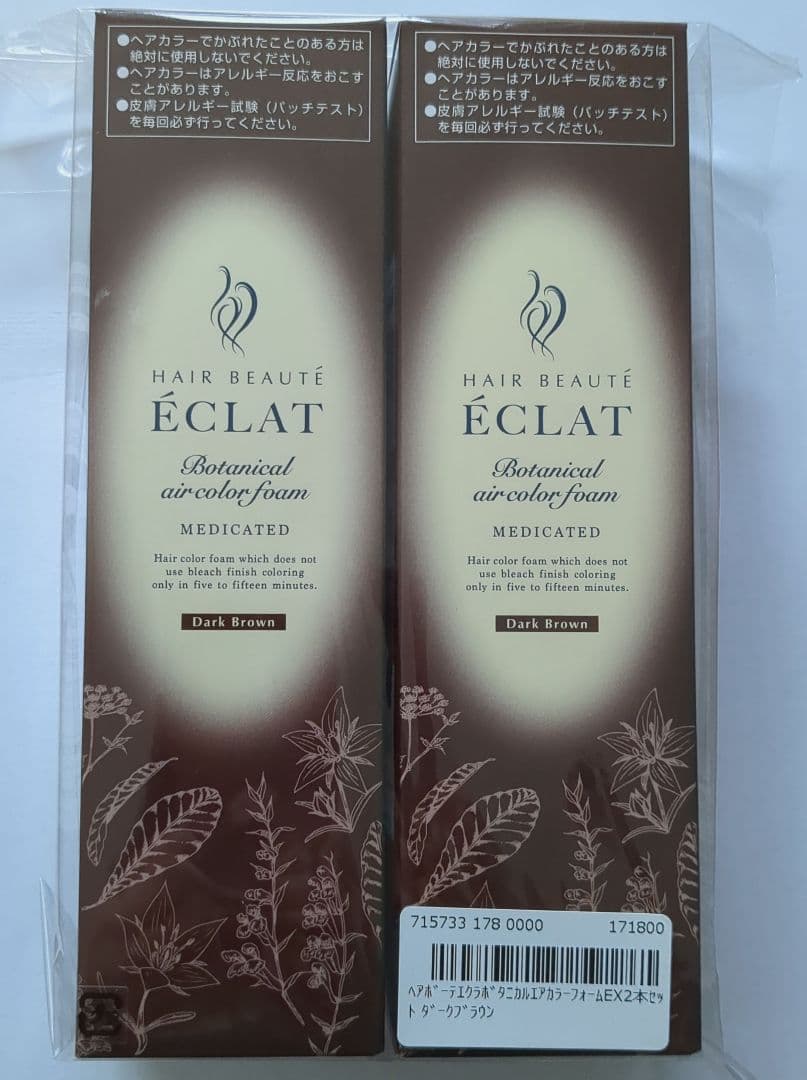 ●ヘアカラーでかぶれたことのある方は
絶対に使用しないでください。
●ヘアカラーはアレルギー反応をおこす
ことがあります。
●皮膚アレルギー試験（パッチテスト）
を毎回必ず行ってください。
HAIR BEAUTÉ
ÉCLAT
Botanical
air color foam
MEDICATED
Hair color foam which does not
use bleach finish coloring
only in five to fifteen minutes.
Dark Brown
●ヘアカラーでかぶれたことのある方は
絶対に使用しないでください。
●ヘアカラーはアレルギー反応をおこす
ことがあります。
●皮膚アレルギー試験（パッチテスト）
を毎回必ず行ってください。
HAIR BEAUTÉ
ÉCLAT
Botanical
air color foam
MEDICATED
Hair color foam which does not
use bleach finish coloring
only in five to fifteen minutes.
Dark Brown
715733 178 0000 171800
ﾍｱﾎﾞｰﾃｴｸﾗﾎﾞﾀﾆｶﾙｴｱｶﾗｰﾌｫｰﾑEX2本ｾｯ
ﾄ ﾀﾞｰｸﾌﾞﾗｳﾝ